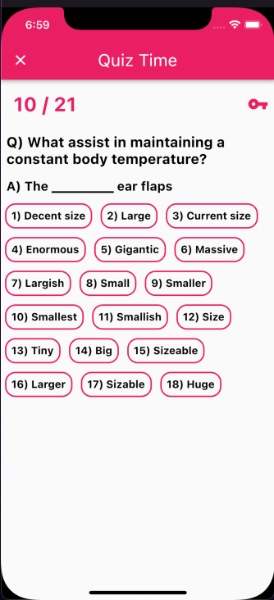 6:59
Quiz Time
10 / 21
Q) What assist in maintaining a
constant body temperature?
A) The __________ ear flaps
1) Decent size 2) Large 3) Current size
4) Enormous 5) Gigantic 6) Massive
7) Largish 8) Small 9) Smaller
10) Smallest 11) Smallish 12) Size
13) Tiny 14) Big 15) Sizeable
16) Larger 17) Sizable 18) Huge